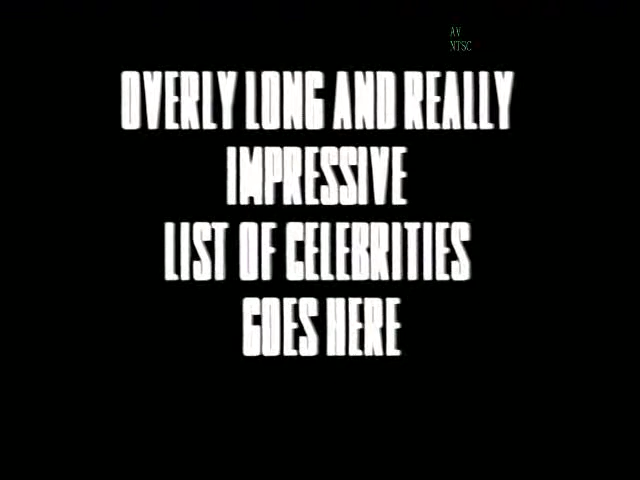 AV
NTSC
OVERLY LONG AND REALLY
IMPRESSIVE
LIST OF CELEBRITIES
GOES HERE